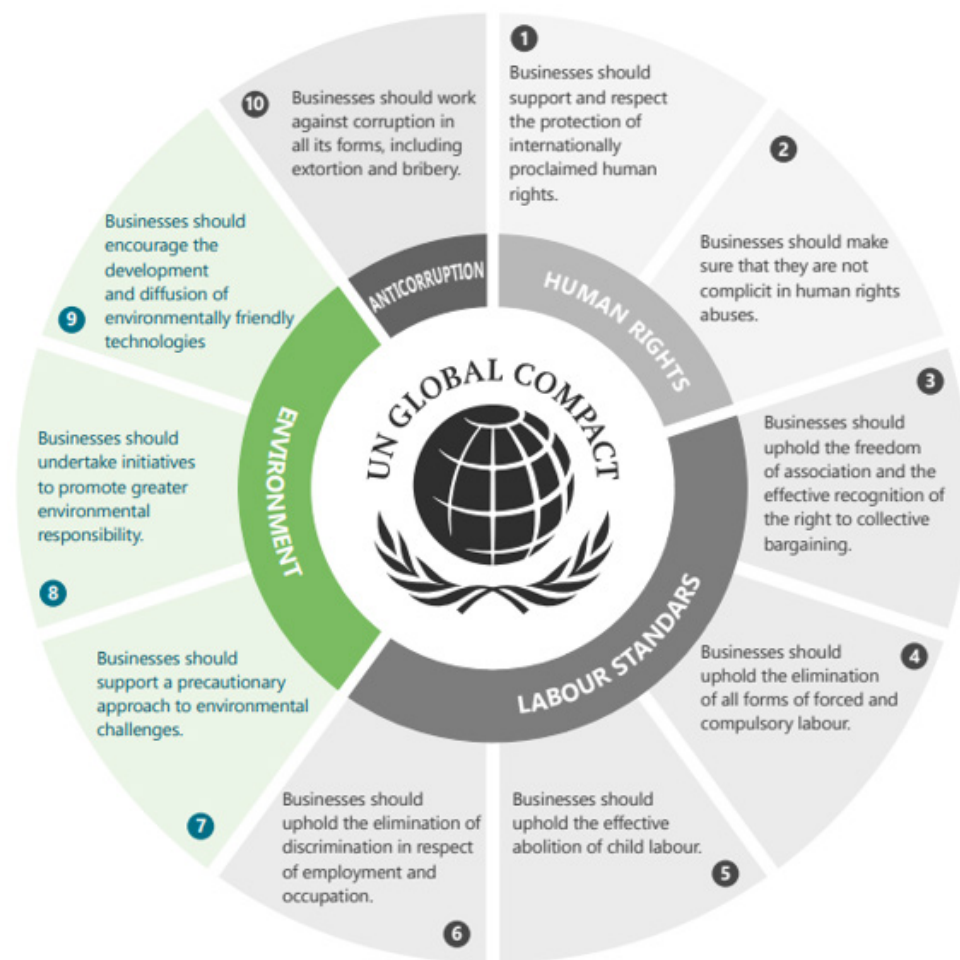 1
Businesses should
support and respect
the protection of
internationally
proclaimed human
rights.
2
Businesses should make
sure that they are not
complicit in human rights
abuses.
3
Businesses should
uphold the freedom
of association and the
effective recognition of
the right to collective
bargaining.
4
Businesses should
uphold the elimination
of all forms of forced and
compulsory labour.
Businesses should
uphold the effective
abolition of child labour.
5
Businesses should
uphold the elimination of
discrimination in respect
of employment and
occupation.
6
Businesses should
support a precautionary
approach to environmental
challenges.
7
Businesses should
undertake initiatives
to promote greater
environmental
responsibility.
8
Businesses should
encourage the
development
and diffusion of
environmentally friendly
technologies
9
10
Businesses should work
against corruption in
all its forms, including
extortion and bribery.
HUMAN RIGHTS
LABOUR STANDARS
ENVIRONMENT
ANTICORRUPTION
UN GLOBAL COMPACT